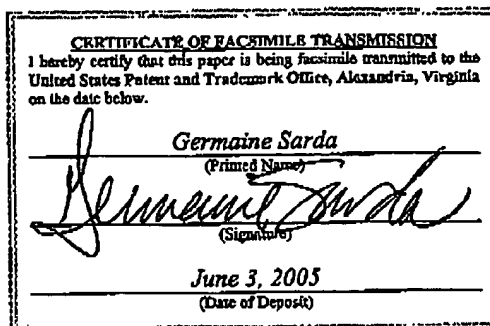 CERTIFICATE OF FACSIMILE TRANSMISSION
I hereby certify that this paper is being facsimile transmitted to the
United States Patent and Trademark Office, Alexandria, Virginia
on the date below.
Germaine Sarda
(Printed Name)
Germaine Sarda
(Signature)
June 3, 2005
(Date of Deposit)